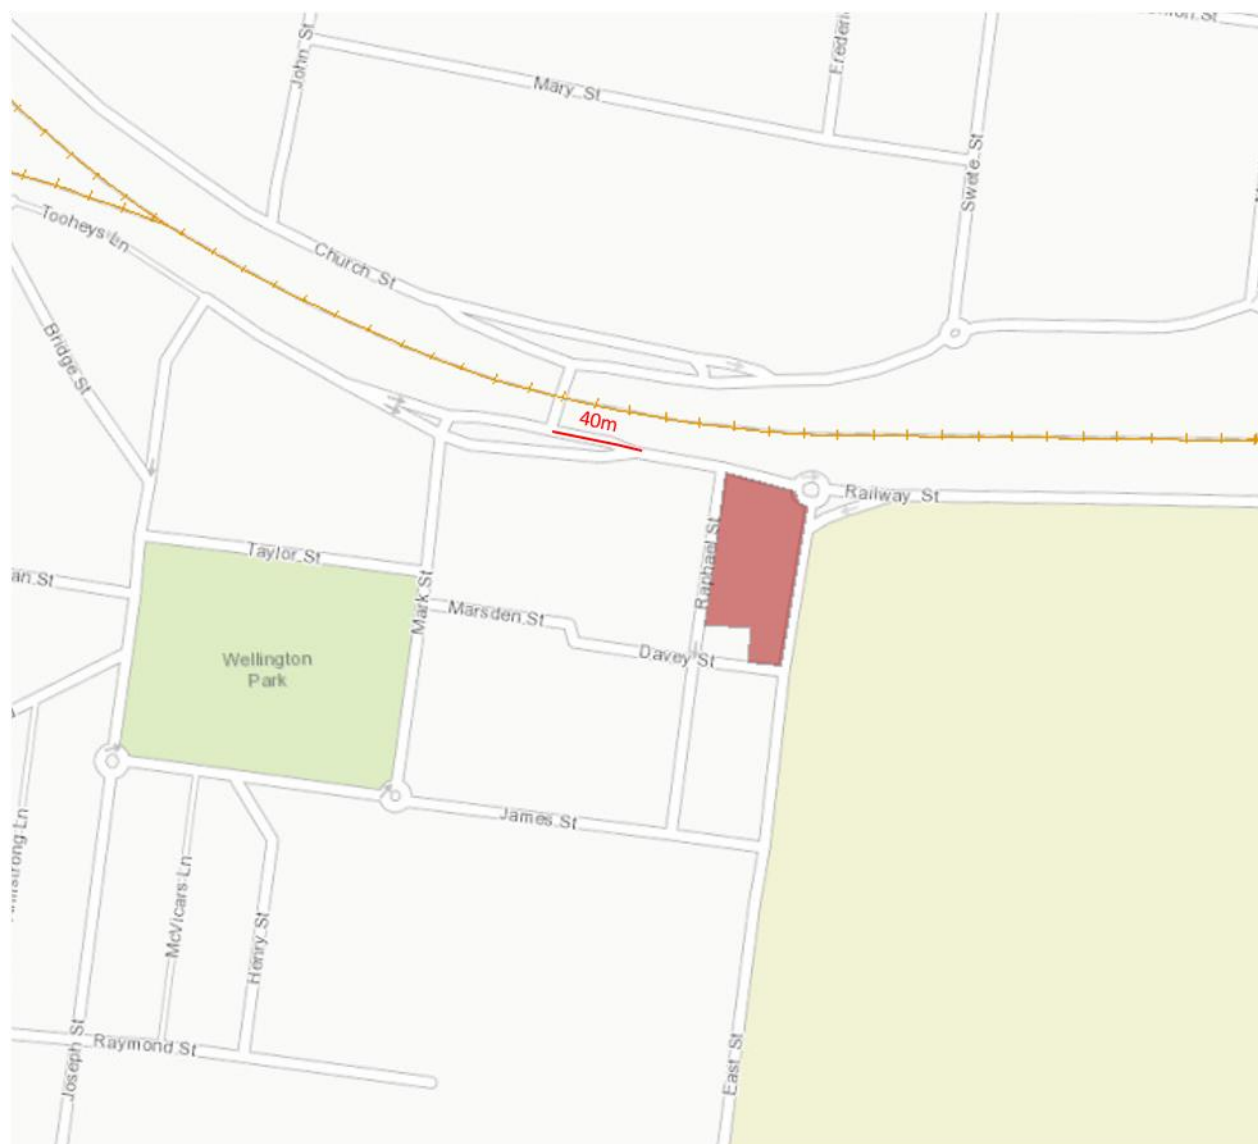 John St
Mary St
Swete St
Tooheys Ln
Church St
Bridge St
40m
Railway St
Taylor St
Raphael St
Mark St
Marsden St
Davey St
Wellington
Park
James St
McVicars Ln
Henry St
Joseph St
Raymond St
East St